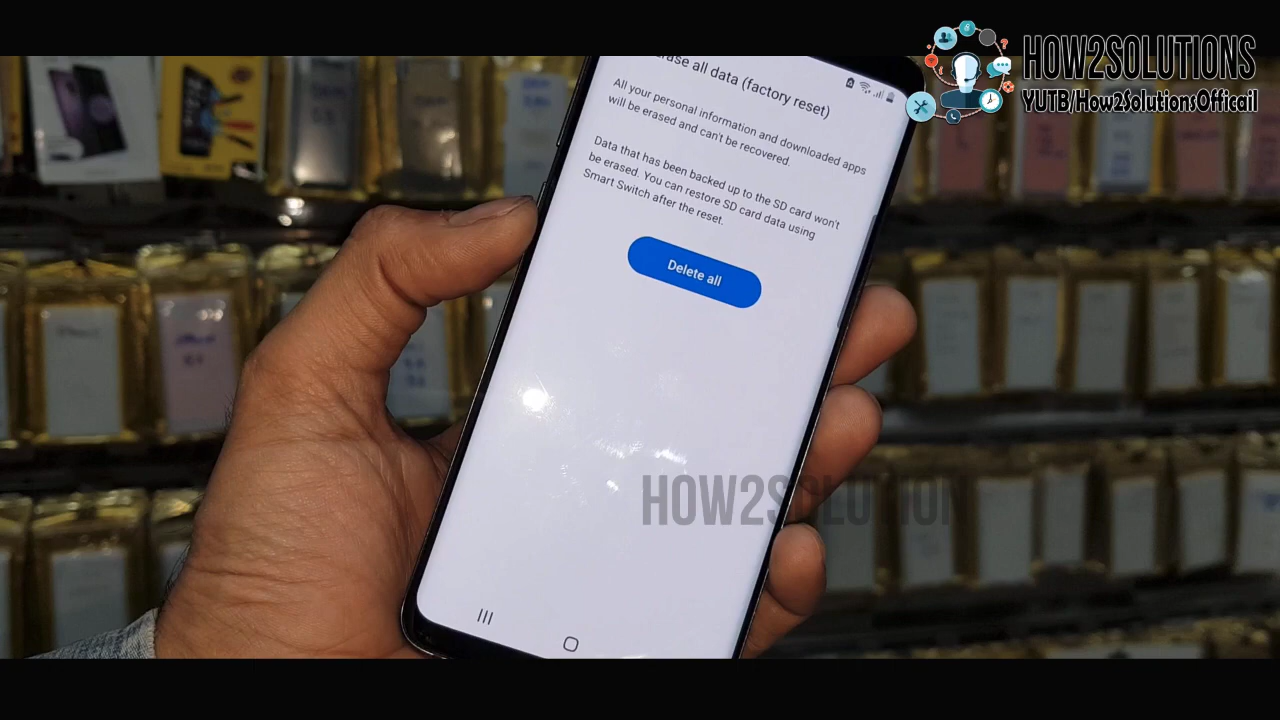 HOW2SOLUTIONS
YUTB/How2SolutionsOfficail
rase all data (factory reset)
All your personal information and downloaded apps
will be erased and can't be recovered.
Data that has been backed up to the SD card won't
be erased. You can restore SD card data using
Smart Switch after the reset.
Delete all
HOW2SOLUTION